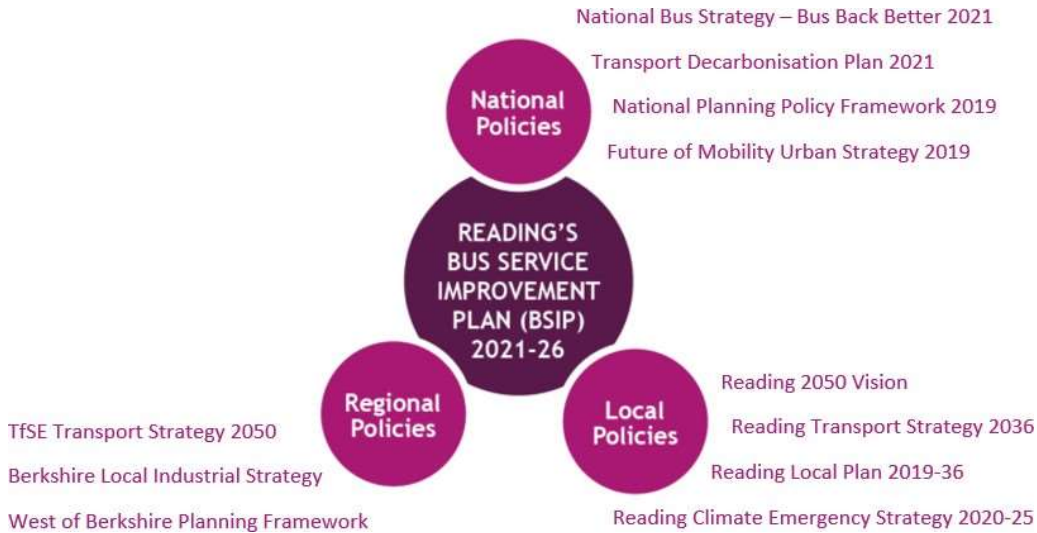 National Bus Strategy – Bus Back Better 2021
Transport Decarbonisation Plan 2021
National Planning Policy Framework 2019
Future of Mobility Urban Strategy 2019
National
Policies
READING'S
BUS SERVICE
IMPROVEMENT
PLAN (BSIP)
2021-26
Regional
Policies
TfSE Transport Strategy 2050
Berkshire Local Industrial Strategy
West of Berkshire Planning Framework
Local
Policies
Reading 2050 Vision
Reading Transport Strategy 2036
Reading Local Plan 2019-36
Reading Climate Emergency Strategy 2020-25